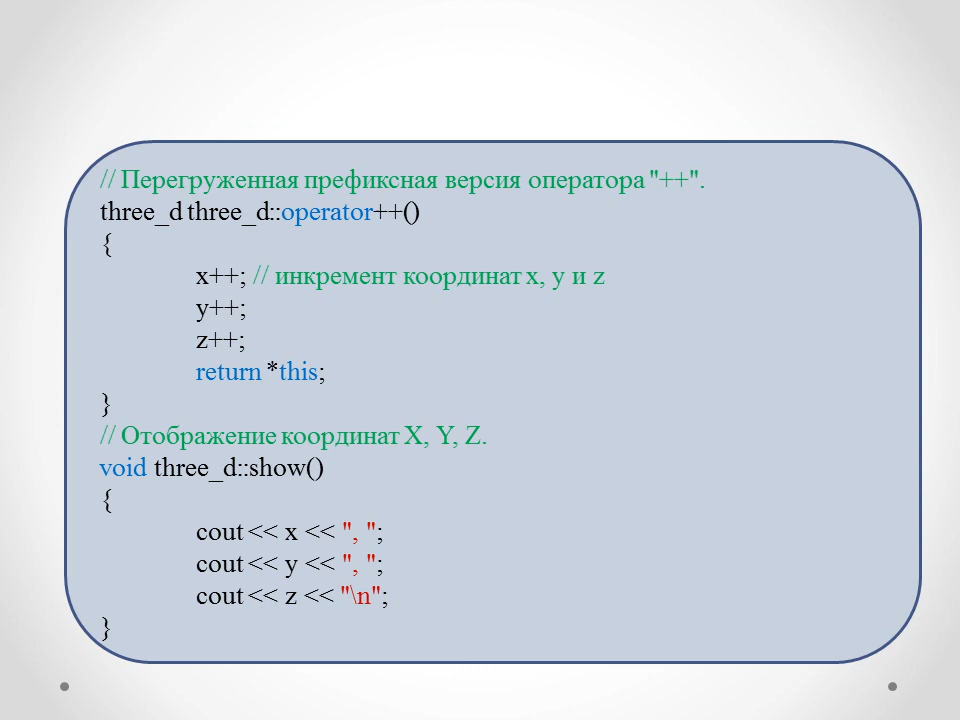 // Перегруженная префиксная версия оператора "++".
three_d three_d::operator++()
{
x++; // инкремент координат x, y и z
y++;
z++;
return *this;
}
// Отображение координат X, Y, Z.
void three_d::show()
{
cout << x << ", ";
cout << y << ", ";
cout << z << "\n";
}